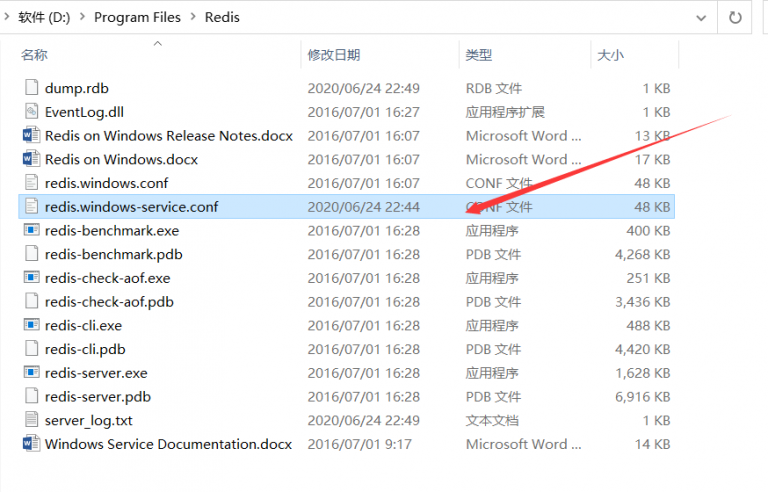 软件 (D:) > Program Files > Redis
名称 修改日期 类型 大小
dump.rdb 2020/06/24 22:49 RDB 文件 1 KB
EventLog.dll 2016/07/01 16:27 应用程序扩展 1 KB
Redis on Windows Release Notes.docx 2016/07/01 16:07 Microsoft Word ... 13 KB
Redis on Windows.docx 2016/07/01 16:07 Microsoft Word ... 17 KB
redis.windows.conf 2016/07/01 16:07 CONF 文件 48 KB
redis.windows-service.conf 2020/06/24 22:44 CONF 文件 48 KB
redis-benchmark.exe 2016/07/01 16:28 应用程序 400 KB
redis-benchmark.pdb 2016/07/01 16:28 PDB 文件 4,268 KB
redis-check-aof.exe 2016/07/01 16:28 应用程序 251 KB
redis-check-aof.pdb 2016/07/01 16:28 PDB 文件 3,436 KB
redis-cli.exe 2016/07/01 16:28 应用程序 488 KB
redis-cli.pdb 2016/07/01 16:28 PDB 文件 4,420 KB
redis-server.exe 2016/07/01 16:28 应用程序 1,628 KB
redis-server.pdb 2016/07/01 16:28 PDB 文件 6,916 KB
server_log.txt 2020/06/24 22:49 文本文档 1 KB
Windows Service Documentation.docx 2016/07/01 9:17 Microsoft Word ... 14 KB